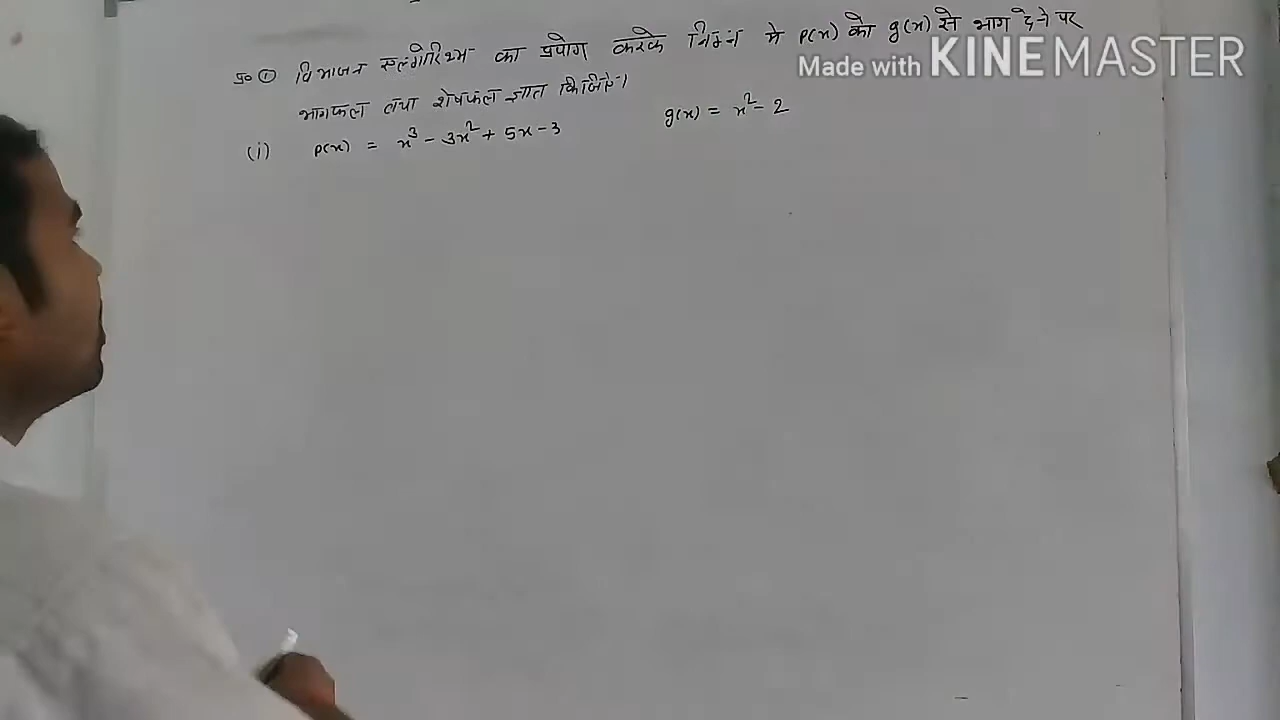 प्र० ① विभाजन एल्गोरिथ्म का प्रयोग करके निम्न मे P(x) को g(x) से भाग देने पर
भागफल तथा शेषफल ज्ञात किजिए।
(i) P(x) = x³ - 3x² + 5x - 3 g(x) = x² - 2
Made with KINEMASTER